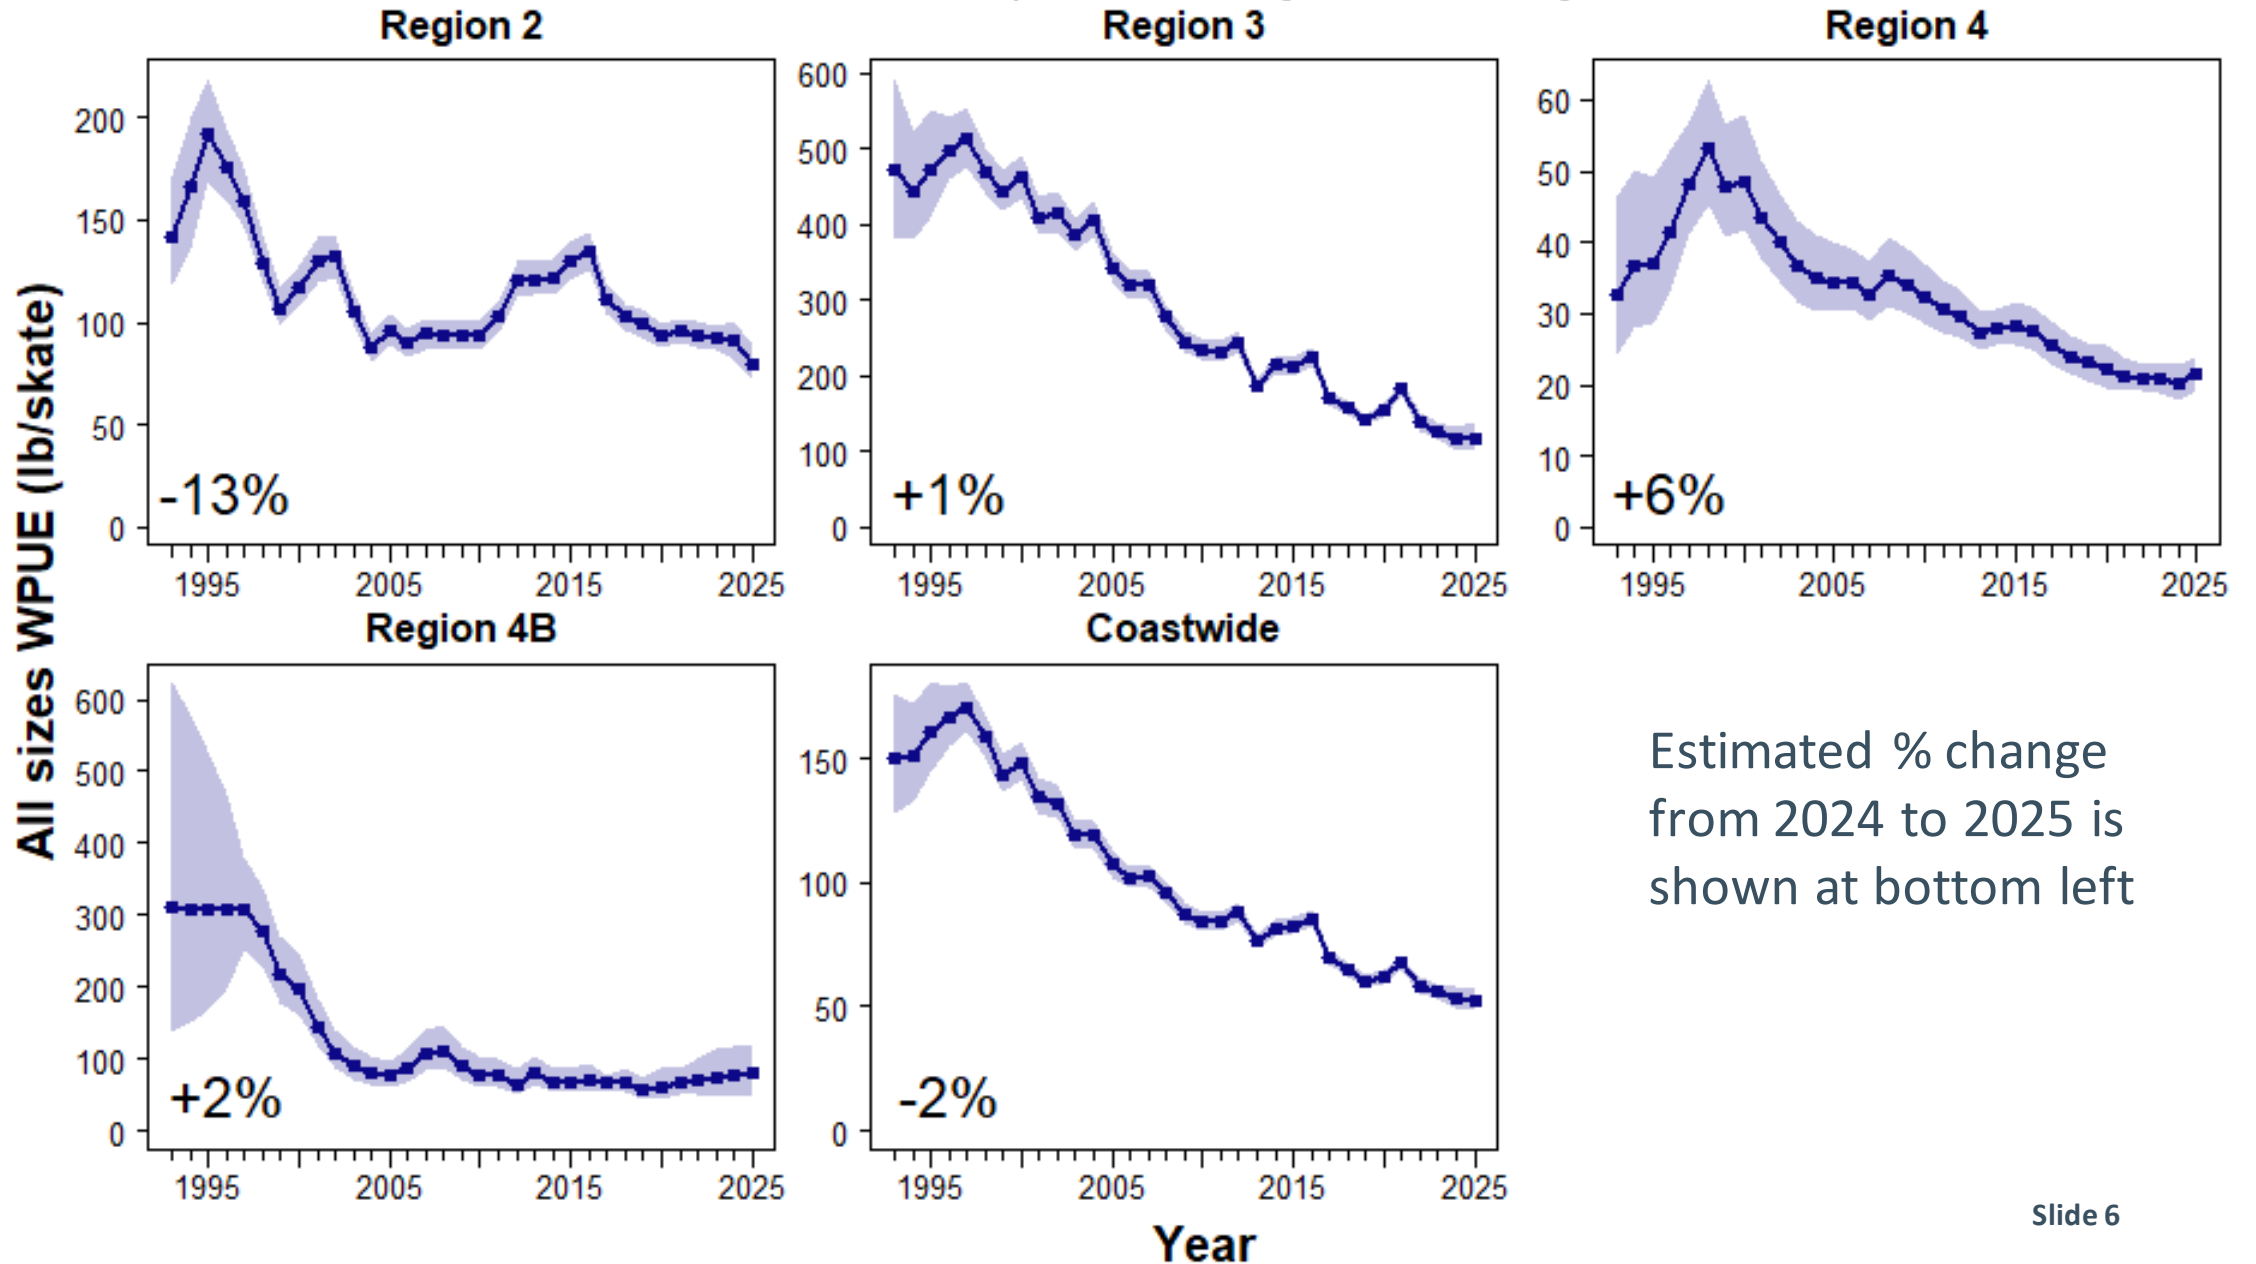 Region 2
Region 3
Region 4
200
150
100
50
0
-13%
1995 2005 2015 2025
600
500
400
300
200
100
0
+1%
1995 2005 2015 2025
60
50
40
30
20
10
0
+6%
1995 2005 2015 2025
All sizes WPUE (lb/skate)
Region 4B
Coastwide
600
500
400
300
200
100
0
+2%
1995 2005 2015 2025
150
100
50
0
-2%
1995 2005 2015 2025
Year
Estimated % change
from 2024 to 2025 is
shown at bottom left
Slide 6